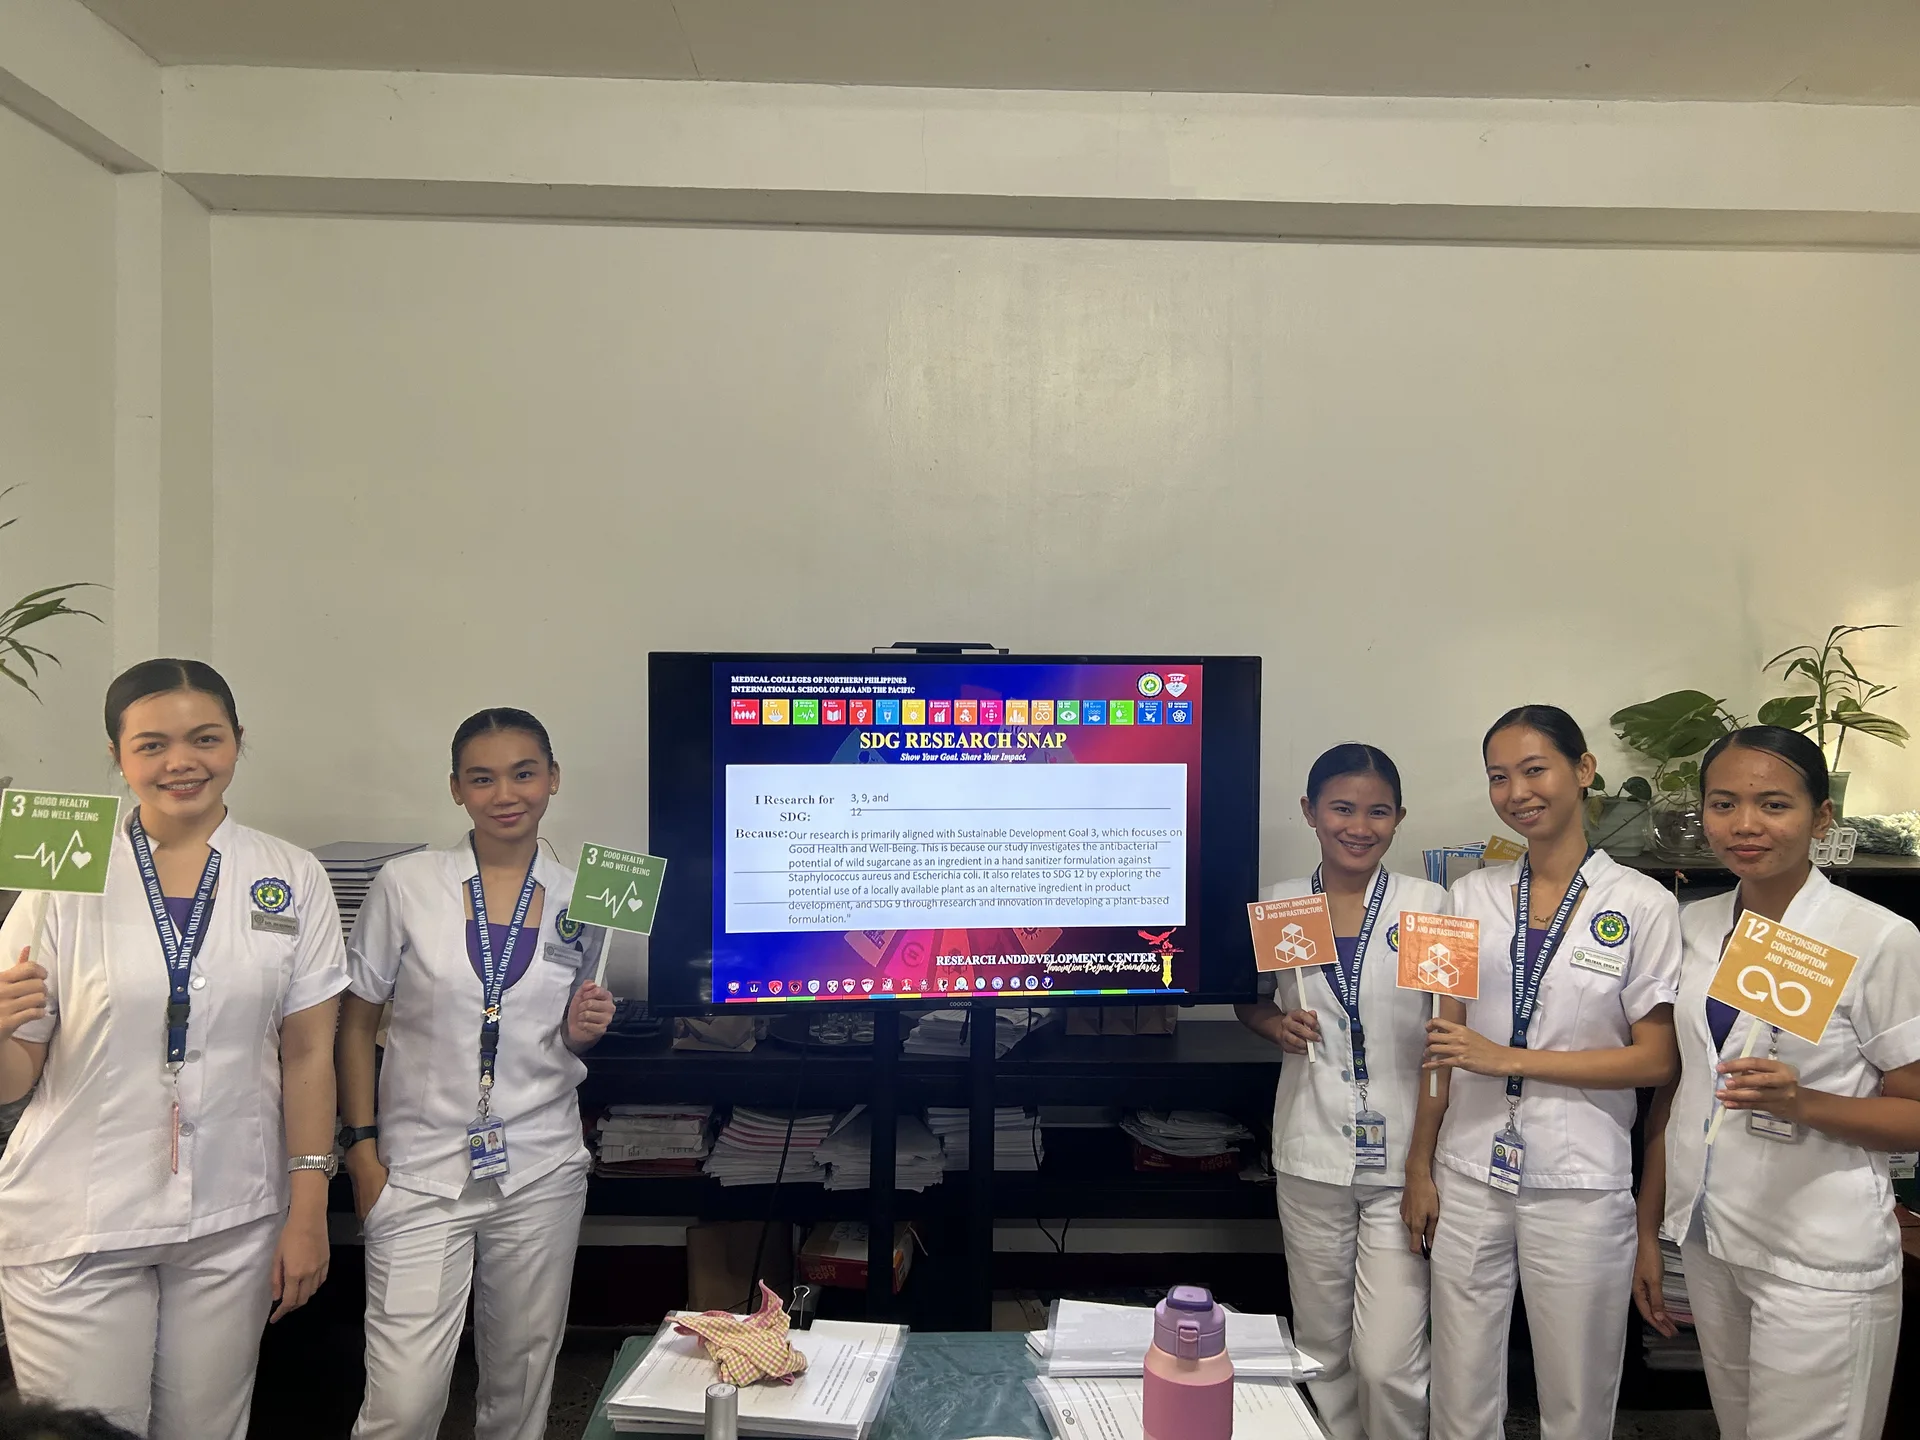 MEDICAL COLLEGES OF NORTHERN PHILIPPINES
INTERNATIONAL SCHOOL OF ASIA AND THE PACIFIC
SDG RESEARCH SNAP
Show Your Goal. Share Your Impact.
I Research for SDG: 3, 9, and 12
Because: Our research is primarily aligned with Sustainable Development Goal 3, which focuses on
Good Health and Well-Being. This is because our study investigates the antibacterial
potential of wild sugarcane as an ingredient in a hand sanitizer formulation against
Staphylococcus aureus and Escherichia coli. It also relates to SDG 12 by exploring the
potential use of a locally available plant as an alternative ingredient in product
development, and SDG 9 through research and innovation in developing a plant-based
formulation."
RESEARCH ANDDEVELOPMENT CENTER
Innovation Beyond Boundaries
COOCAA
3 GOOD HEALTH
AND WELL-BEING
3 GOOD HEALTH
AND WELL-BEING
9 INDUSTRY, INNOVATION
AND INFRASTRUCTURE
9 INDUSTRY, INNOVATION
AND INFRASTRUCTURE
12 RESPONSIBLE
CONSUMPTION
AND PRODUCTION
7
MEDICAL COLLEGES OF NORTHERN PHILIPPINES
HARD
COPY